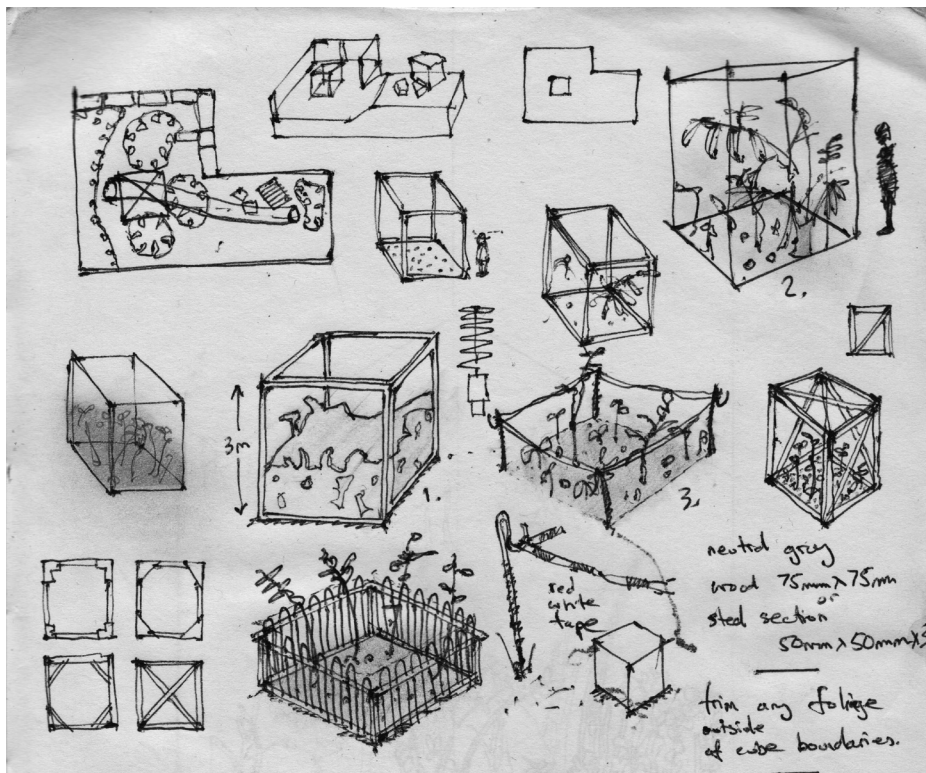 2.
3m
1.
3.
red
white
tape
neutral gray
wood 75mm x 75mm
or
steel section
50mm x 50mm x
trim any foliage
outside
of cube boundaries.